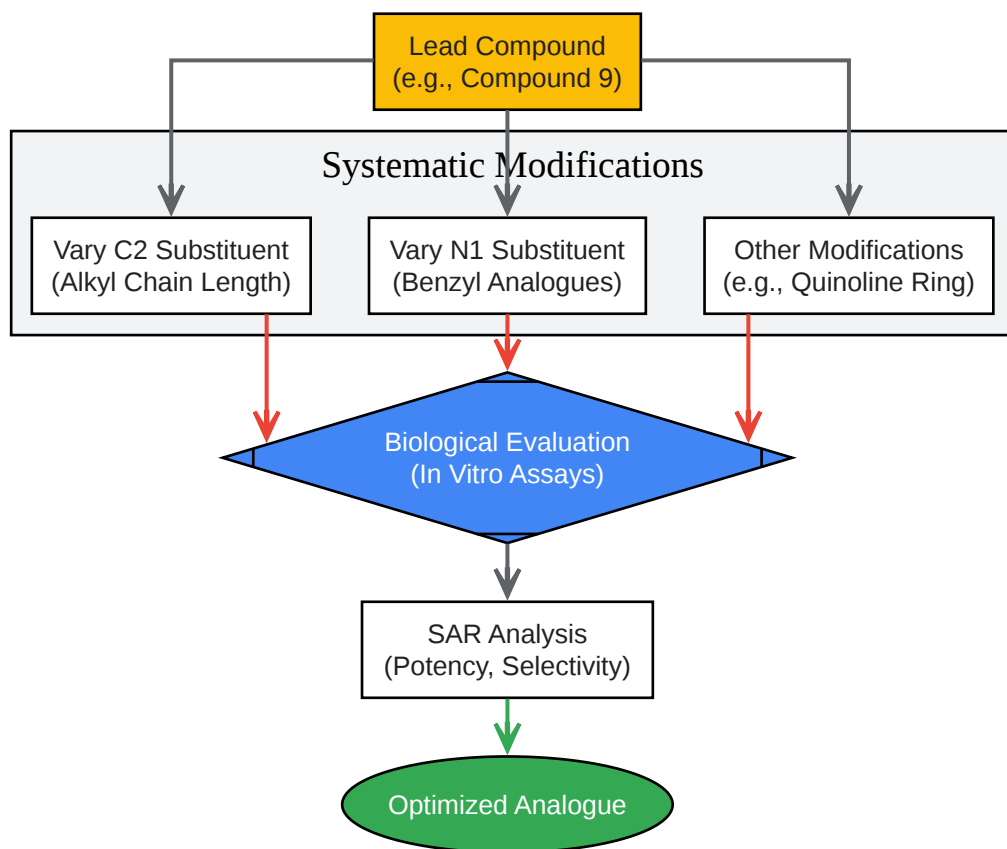 Lead Compound
(e.g., Compound 9)
Systematic Modifications
Vary C2 Substituent
(Alkyl Chain Length)
Vary N1 Substituent
(Benzyl Analogues)
Other Modifications
(e.g., Quinoline Ring)
Biological Evaluation
(In Vitro Assays)
SAR Analysis
(Potency, Selectivity)
Optimized Analogue